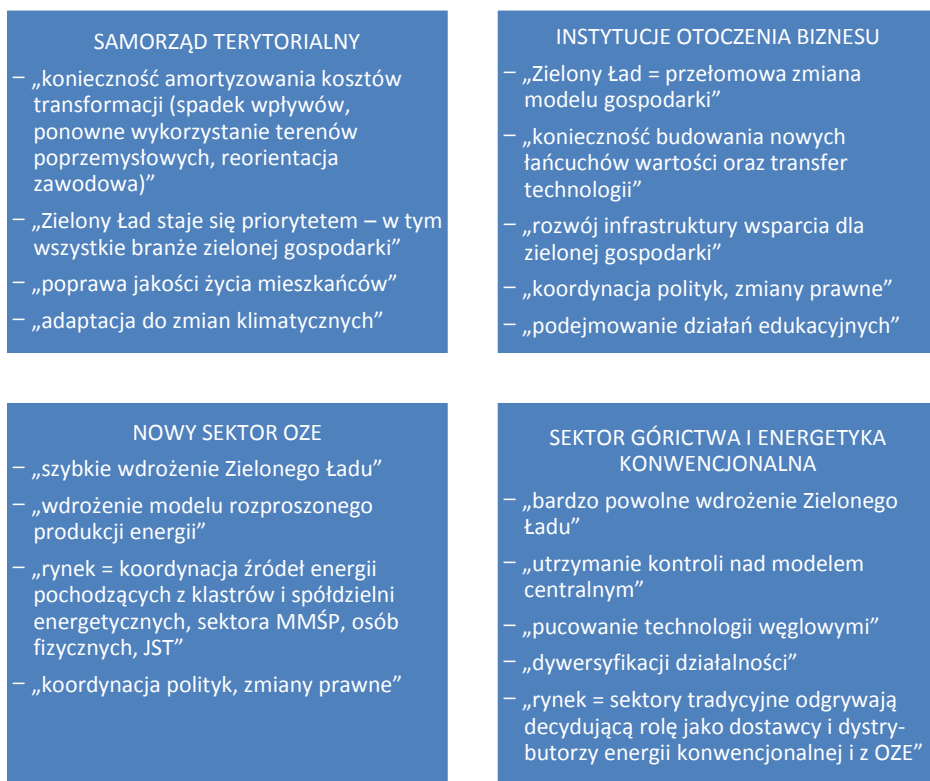 SAMORZĄD TERYTORIALNY
– „konieczność amortyzowania kosztów
transformacji (spadek wpływów,
ponowne wykorzystanie terenów
poprzemysłowych, reorientacja
zawodowa)”
– „Zielony Ład staje się priorytetem – w tym
wszystkie branże zielonej gospodarki”
– „poprawa jakości życia mieszkańców”
– „adaptacja do zmian klimatycznych”
INSTYTUCJE OTOCZENIA BIZNESU
– „Zielony Ład = przełomowa zmiana
modelu gospodarki”
– „konieczność budowania nowych
łańcuchów wartości oraz transfer
technologii”
– „rozwój infrastruktury wsparcia dla
zielonej gospodarki”
– „koordynacja polityk, zmiany prawne”
– „podejmowanie działań edukacyjnych”
NOWY SEKTOR OZE
– „szybkie wdrożenie Zielonego Ładu”
– „wdrożenie modelu rozproszonego
produkcji energii”
– „rynek = koordynacja źródeł energii
pochodzących z klastrów i spółdzielni
energetycznych, sektora MMŚP, osób
fizycznych, JST”
– „koordynacja polityk, zmiany prawne”
SEKTOR GÓRICTWA I ENERGETYKA
KONWENCJONALNA
– „bardzo powolne wdrożenie Zielonego
Ładu”
– „utrzymanie kontroli nad modelem
centralnym”
– „pucowanie technologii węglowymi”
– „dywersyfikacji działalności”
– „rynek = sektory tradycyjne odgrywają
decydującą rolę jako dostawcy i dystry-
butorzy energii konwencjonalnej i z OZE”